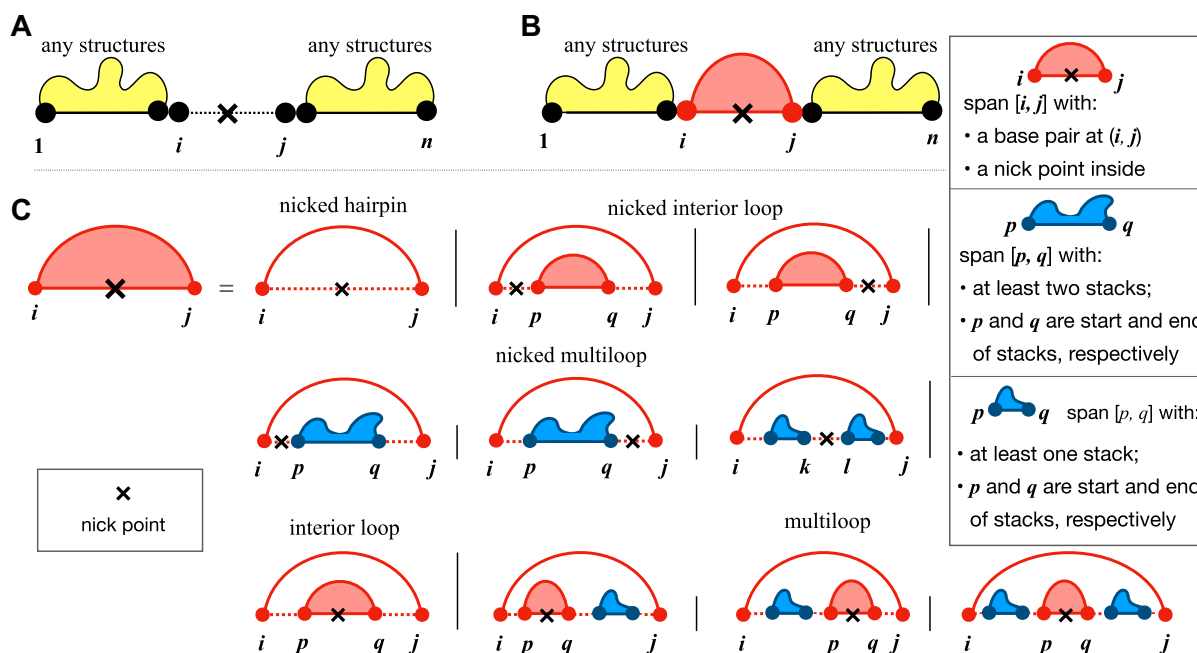 A
any structures any structures
1 i j n
B
any structures any structures
1 i j n
i j
span [i, j] with:
• a base pair at (i, j)
• a nick point inside
p q
span [p, q] with:
• at least two stacks;
• p and q are start and end
of stacks, respectively
p q span [p, q] with:
• at least one stack;
• p and q are start and end
of stacks, respectively
C
nicked hairpin
nicked interior loop
i j = i j | i p q j | i p q j |
nicked multiloop
i p q j | i p q j | i k l j |
nick point
interior loop
multiloop
i p q j | i p q j | i p q j | i p q j